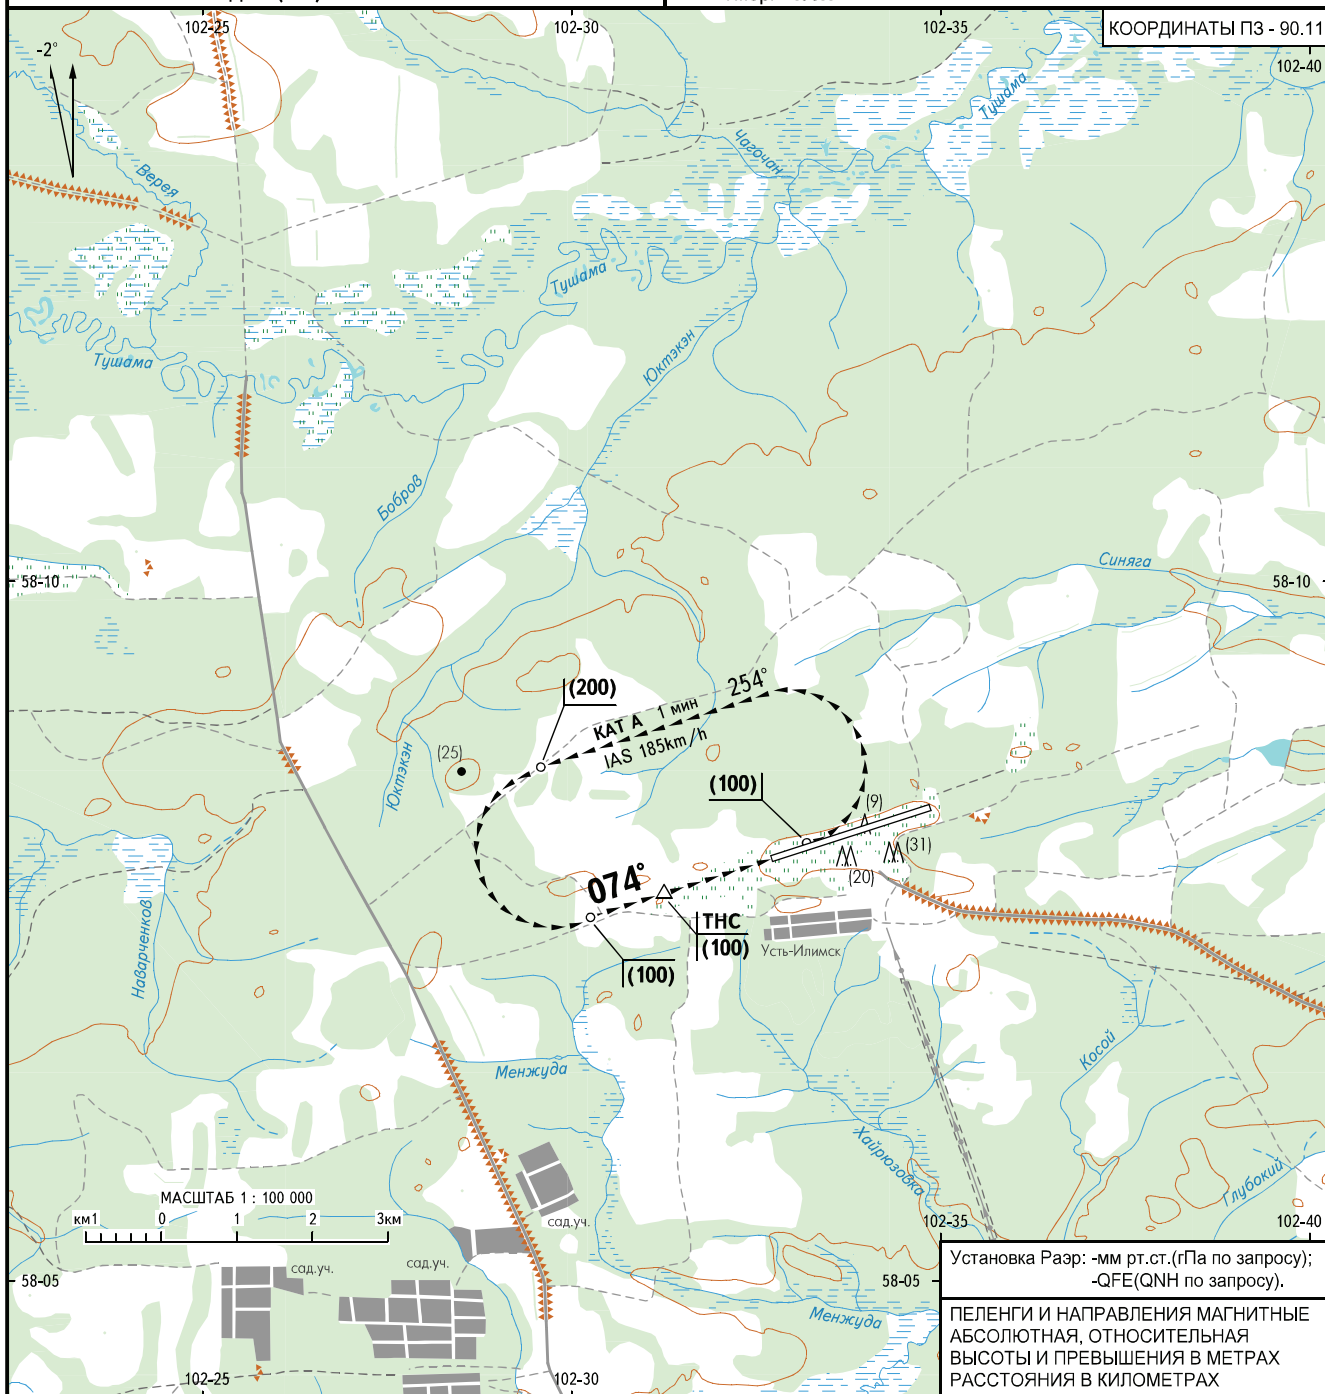 102-25
102-30
102-35
КООРДИНАТЫ ПЗ - 90.11
102-40
-2°
Тушама
Чагочан
Верея
Тушама
Тушама
Юктэкэн
Бобров
58-10
Синяга
58-10
254°
(200)
КАТ А 1 мин
IAS 185km/h
Юктэкэн
(25)
(100)
(9)
(31)
(20)
074°
ТНС
(100)
Усть-Илимск
(100)
Наварченков
Менжуда
Косой
Хайрюзовка
Глубокий
МАСШТАБ 1 : 100 000
км1 0 1 2 3км
сад.уч.
102-35
102-40
сад.уч.
сад.уч.
58-05
58-05
Менжуда
Установка Раэр: -мм рт.ст.(гПа по запросу);
-QFE(QNH по запросу).
ПЕЛЕНГИ И НАПРАВЛЕНИЯ МАГНИТНЫЕ
АБСОЛЮТНАЯ, ОТНОСИТЕЛЬНАЯ
ВЫСОТЫ И ПРЕВЫШЕНИЯ В МЕТРАХ
РАССТОЯНИЯ В КИЛОМЕТРАХ
102-25
102-30